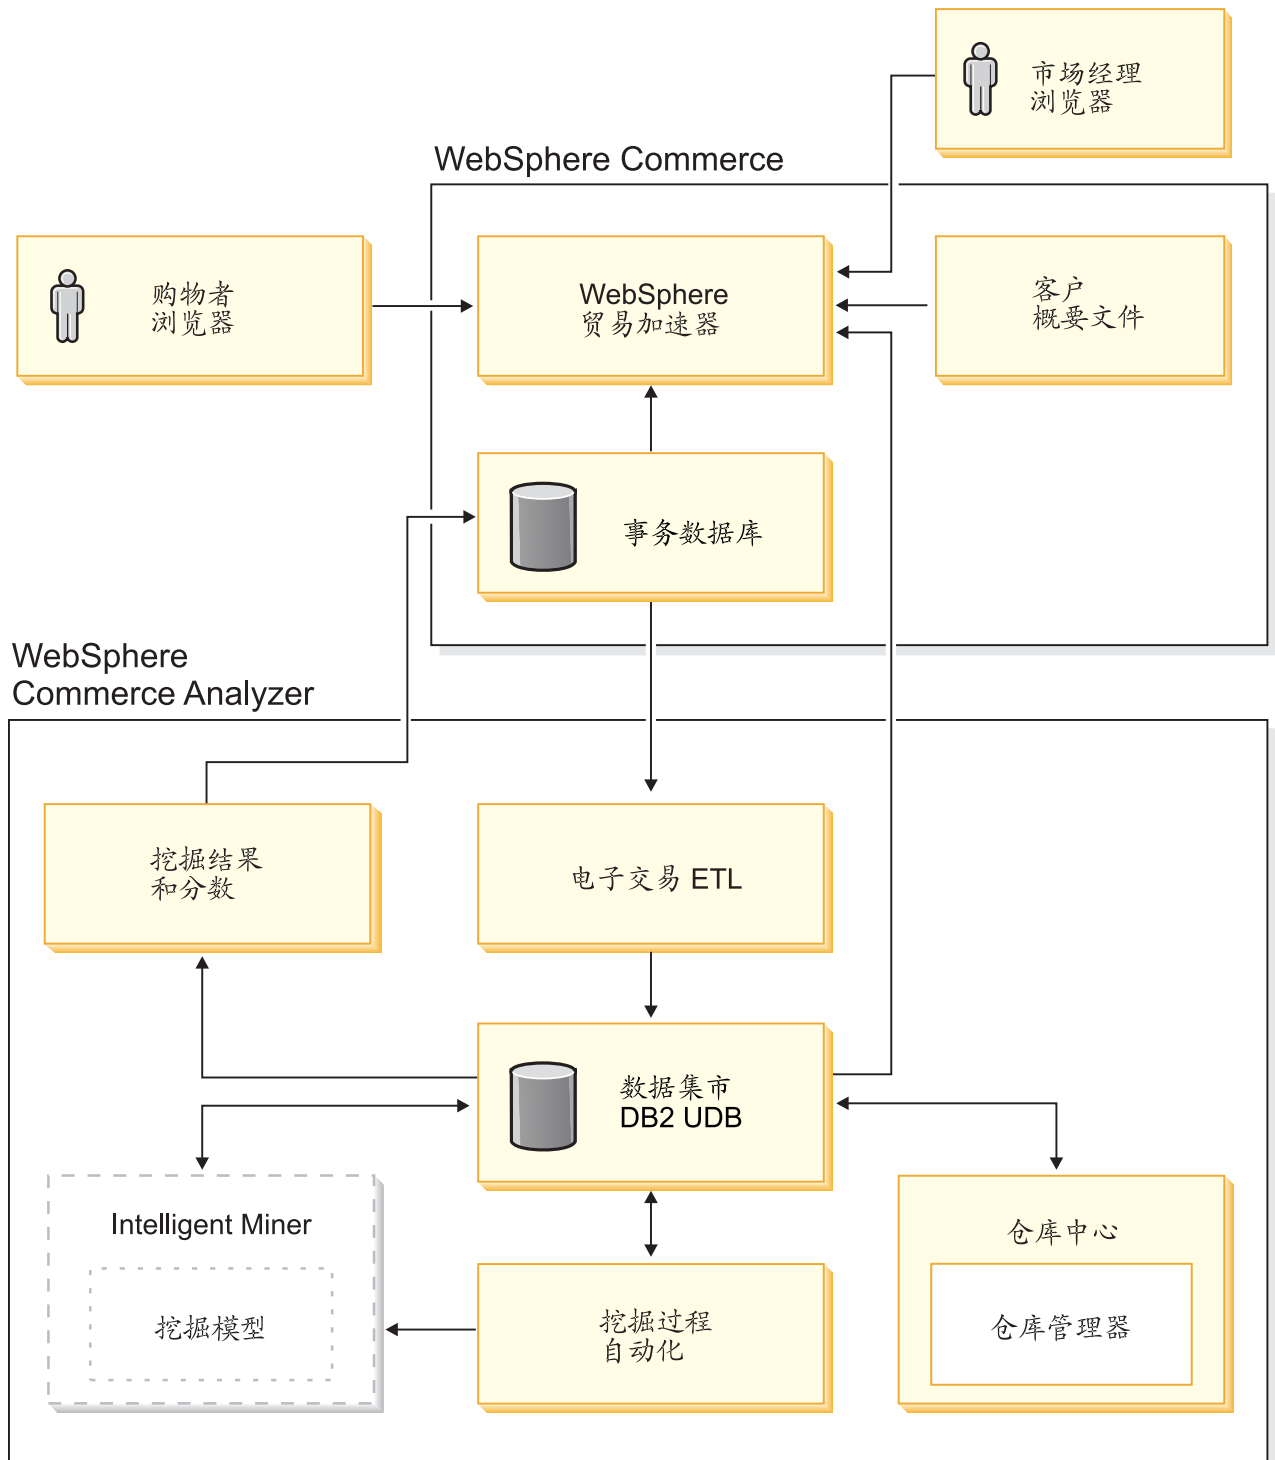 市场经理
浏览器
WebSphere Commerce
购物者
浏览器
WebSphere
贸易加速器
客户
概要文件
事务数据库
WebSphere
Commerce Analyzer
挖掘结果
和分数
电子交易 ETL
数据集市
DB2 UDB
Intelligent Miner
挖掘模型
挖掘过程
自动化
仓库中心
仓库管理器